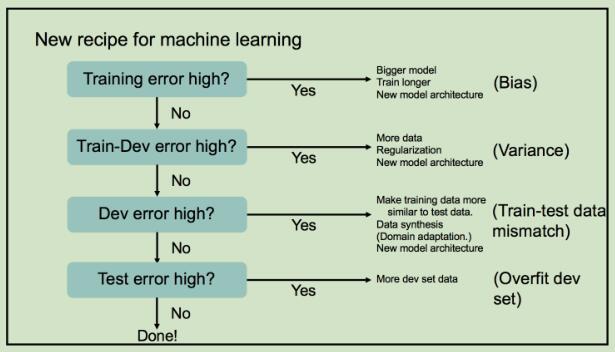 New recipe for machine learning
Training error high?
Yes
Bigger model
Train longer
New model architecture
(Bias)
No
Train-Dev error high?
Yes
More data
Regularization
New model architecture
(Variance)
No
Dev error high?
Yes
Make training data more
similar to test data.
Data synthesis
(Domain adaptation.)
New model architecture
(Train-test data
mismatch)
No
Test error high?
Yes
More dev set data
(Overfit dev
set)
No
Done!